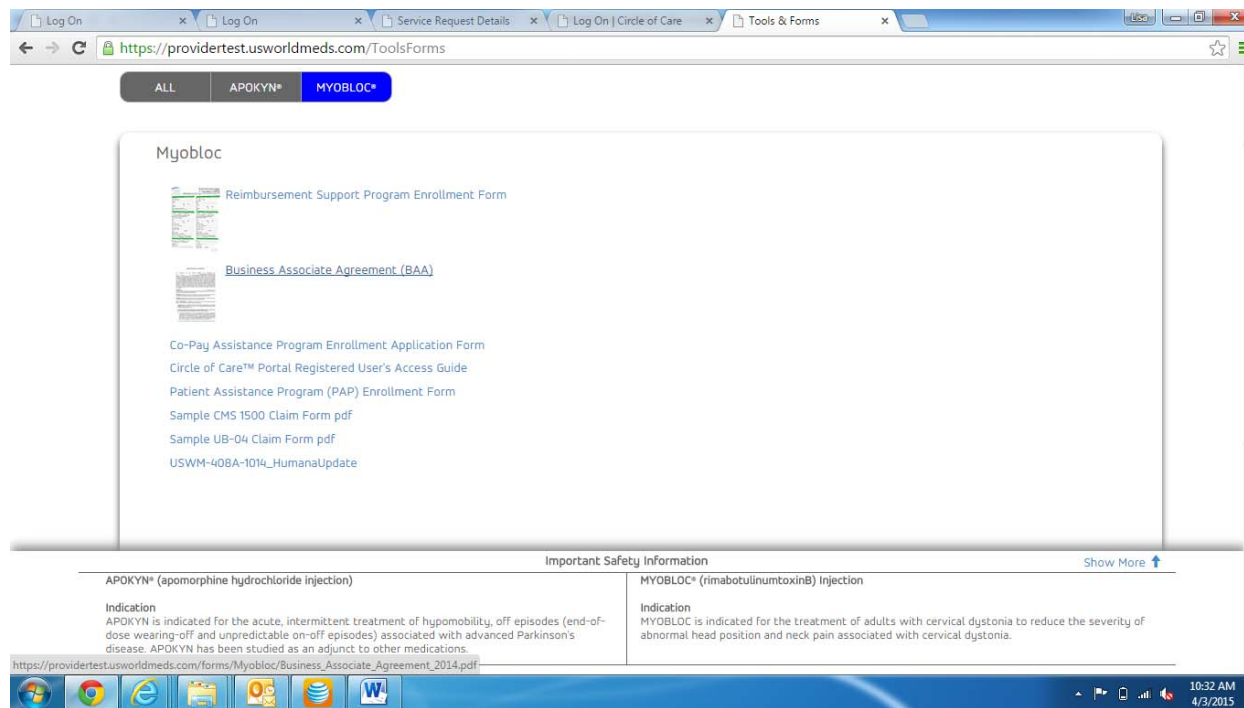 Log On
Log On
Service Request Details
Log On | Circle of Care
Tools & Forms
Lisa
https://providertest.usworldmeds.com/ToolsForms
ALL APOKYN® MYOBLOC®
Myobloc
Reimbursement Support Program Enrollment Form
Business Associate Agreement (BAA)
Co-Pay Assistance Program Enrollment Application Form
Circle of Care™ Portal Registered User's Access Guide
Patient Assistance Program (PAP) Enrollment Form
Sample CMS 1500 Claim Form pdf
Sample UB-04 Claim Form pdf
USWM-408A-1014_HumanaUpdate
Important Safety Information
Show More
APOKYN® (apomorphine hydrochloride injection)
Indication
APOKYN is indicated for the acute, intermittent treatment of hypomobility, off episodes (end-of-
dose wearing-off and unpredictable on-off episodes) associated with advanced Parkinson's
disease. APOKYN has been studied as an adjunct to other medications.
MYOBLOC® (rimabotulinumtoxinB) Injection
Indication
MYOBLOC is indicated for the treatment of adults with cervical dystonia to reduce the severity of
abnormal head position and neck pain associated with cervical dystonia.
https://providertest.usworldmeds.com/forms/Myobloc/Business_Associate_Agreement_2014.pdf
10:32 AM
4/3/2015